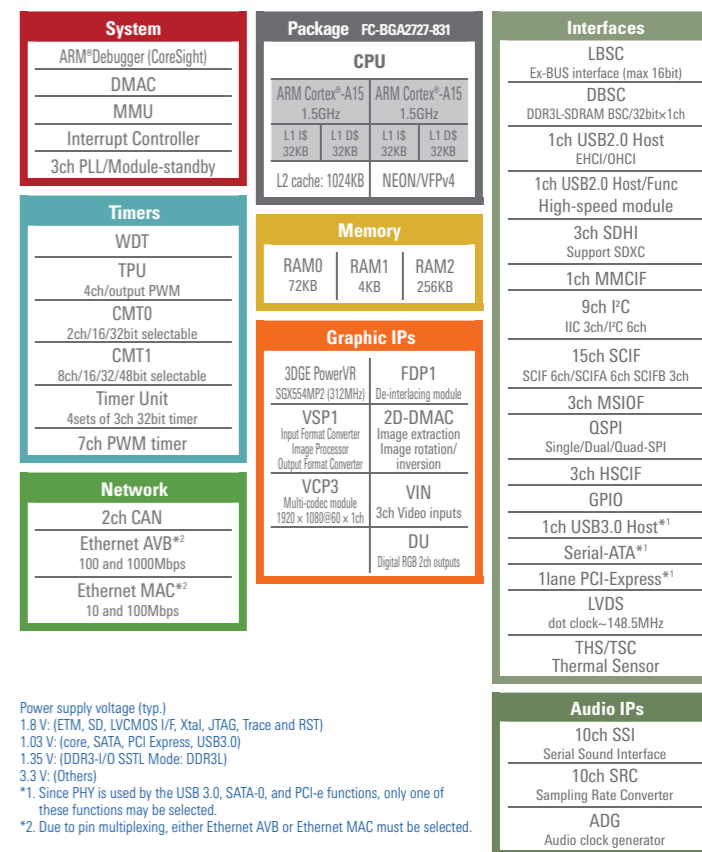 System
ARM®Debugger (CoreSight)
DMAC
MMU
Interrupt Controller
3ch PLL/Module-standby
Timers
WDT
TPU
4ch/output PWM
CMT0
2ch/16/32bit selectable
CMT1
8ch/16/32/48bit selectable
Timer Unit
4sets of 3ch 32bit timer
7ch PWM timer
Network
2ch CAN
Ethernet AVB*2
100 and 1000Mbps
Ethernet MAC*2
10 and 100Mbps
Package FC-BGA2727-831
CPU
ARM Cortex®-A15
1.5GHz
ARM Cortex®-A15
1.5GHz
L1 I$
32KB
L1 D$
32KB
L1 I$
32KB
L1 D$
32KB
L2 cache: 1024KB
NEON/VFPv4
Memory
RAM0
72KB
RAM1
4KB
RAM2
256KB
Graphic IPs
3DGE PowerVR
SGX554MP2 (312MHz)
FDP1
De-interlacing module
VSP1
Input Format Converter
Image Processor
Output Format Converter
2D-DMAC
Image extraction
Image rotation/
inversion
VCP3
Multi-codec module
1920 × 1080@60 × 1ch
VIN
3ch Video inputs
DU
Digital RGB 2ch outputs
Interfaces
LBSC
Ex-BUS interface (max 16bit)
DBSC
DDR3L-SDRAM BSC/32bit×1ch
1ch USB2.0 Host
EHCI/OHCI
1ch USB2.0 Host/Func
High-speed module
3ch SDHI
Support SDXC
1ch MMCIF
9ch I²C
IIC 3ch/I²C 6ch
15ch SCIF
SCIF 6ch/SCIFA 6ch SCIFB 3ch
3ch MSIOF
QSPI
Single/Dual/Quad-SPI
3ch HSCIF
GPIO
1ch USB3.0 Host*1
Serial-ATA*1
1lane PCI-Express*1
LVDS
dot clock~148.5MHz
THS/TSC
Thermal Sensor
Audio IPs
10ch SSI
Serial Sound Interface
10ch SRC
Sampling Rate Converter
ADG
Audio clock generator
Power supply voltage (typ.)
1.8 V: (ETM, SD, LVCMOS I/F, Xtal, JTAG, Trace and RST)
1.03 V: (core, SATA, PCI Express, USB3.0)
1.35 V: (DDR3-I/O SSTL Mode: DDR3L)
3.3 V: (Others)
*1. Since PHY is used by the USB 3.0, SATA-0, and PCI-e functions, only one of
these functions may be selected.
*2. Due to pin multiplexing, either Ethernet AVB or Ethernet MAC must be selected.